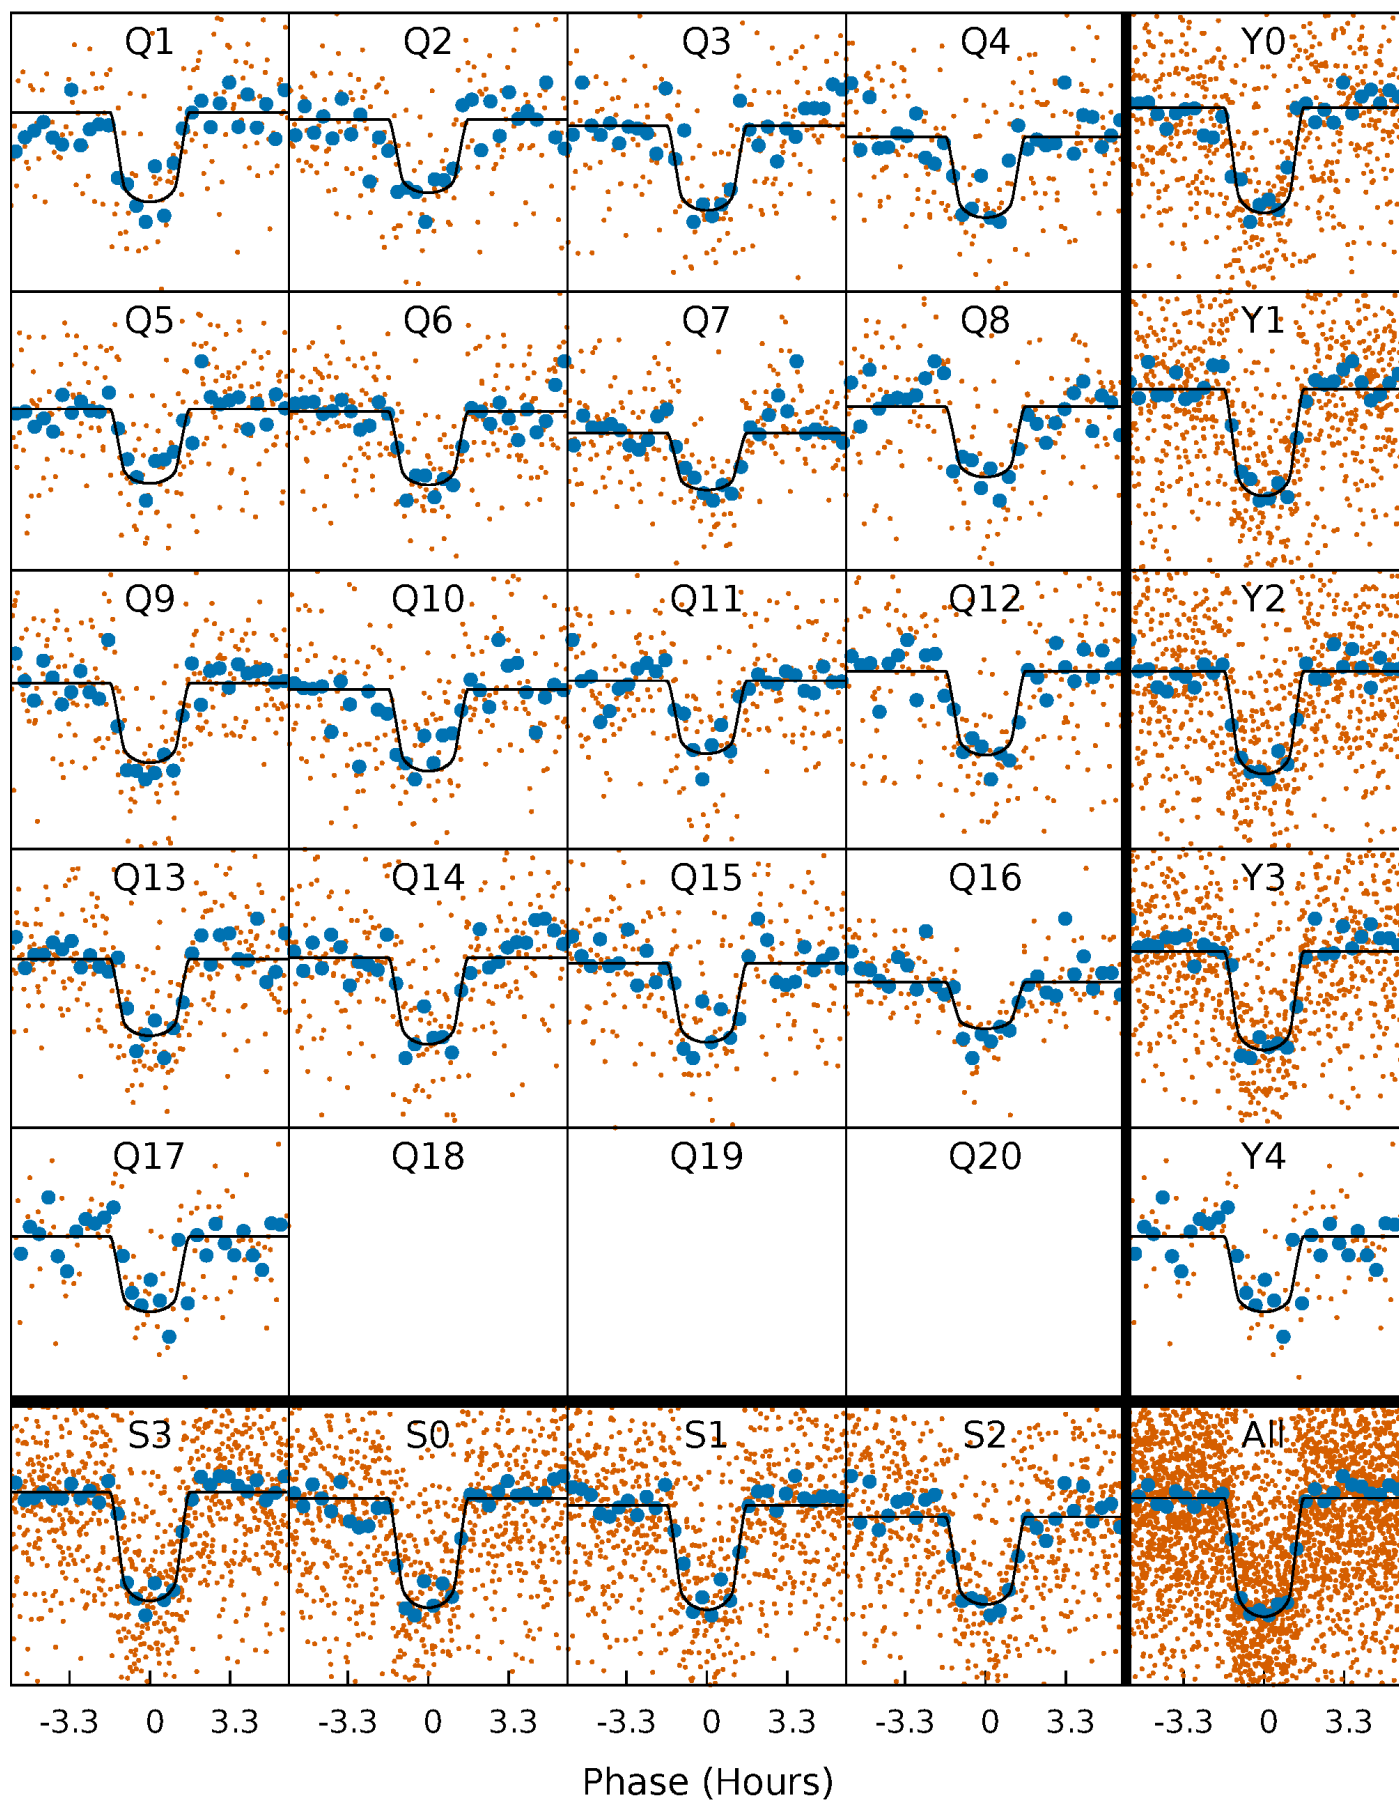 Q1 Q2 Q3 Q4 Y0
Q5 Q6 Q7 Q8 Y1
Q9 Q10 Q11 Q12 Y2
Q13 Q14 Q15 Q16 Y3
Q17 Q18 Q19 Q20 Y4
S3 S0 S1 S2 All
-3.3 0 3.3 -3.3 0 3.3 -3.3 0 3.3 -3.3 0 3.3 -3.3 0 3.3
Phase (Hours)